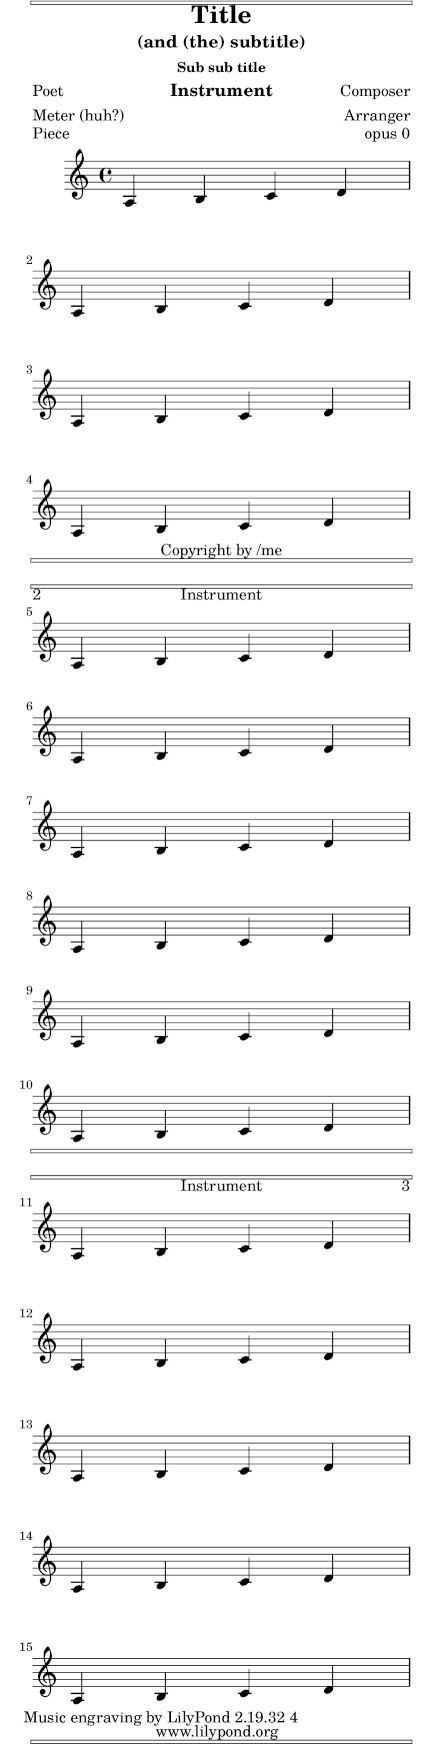 Title
(and (the) subtitle)
Sub sub title
Poet Instrument Composer
Meter (huh?) Arranger
Piece opus 0
2
3
4
Copyright by /me
2 Instrument
5
6
7
8
9
10
Instrument 3
11
12
13
14
15
Music engraving by LilyPond 2.19.32 4
www.lilypond.org